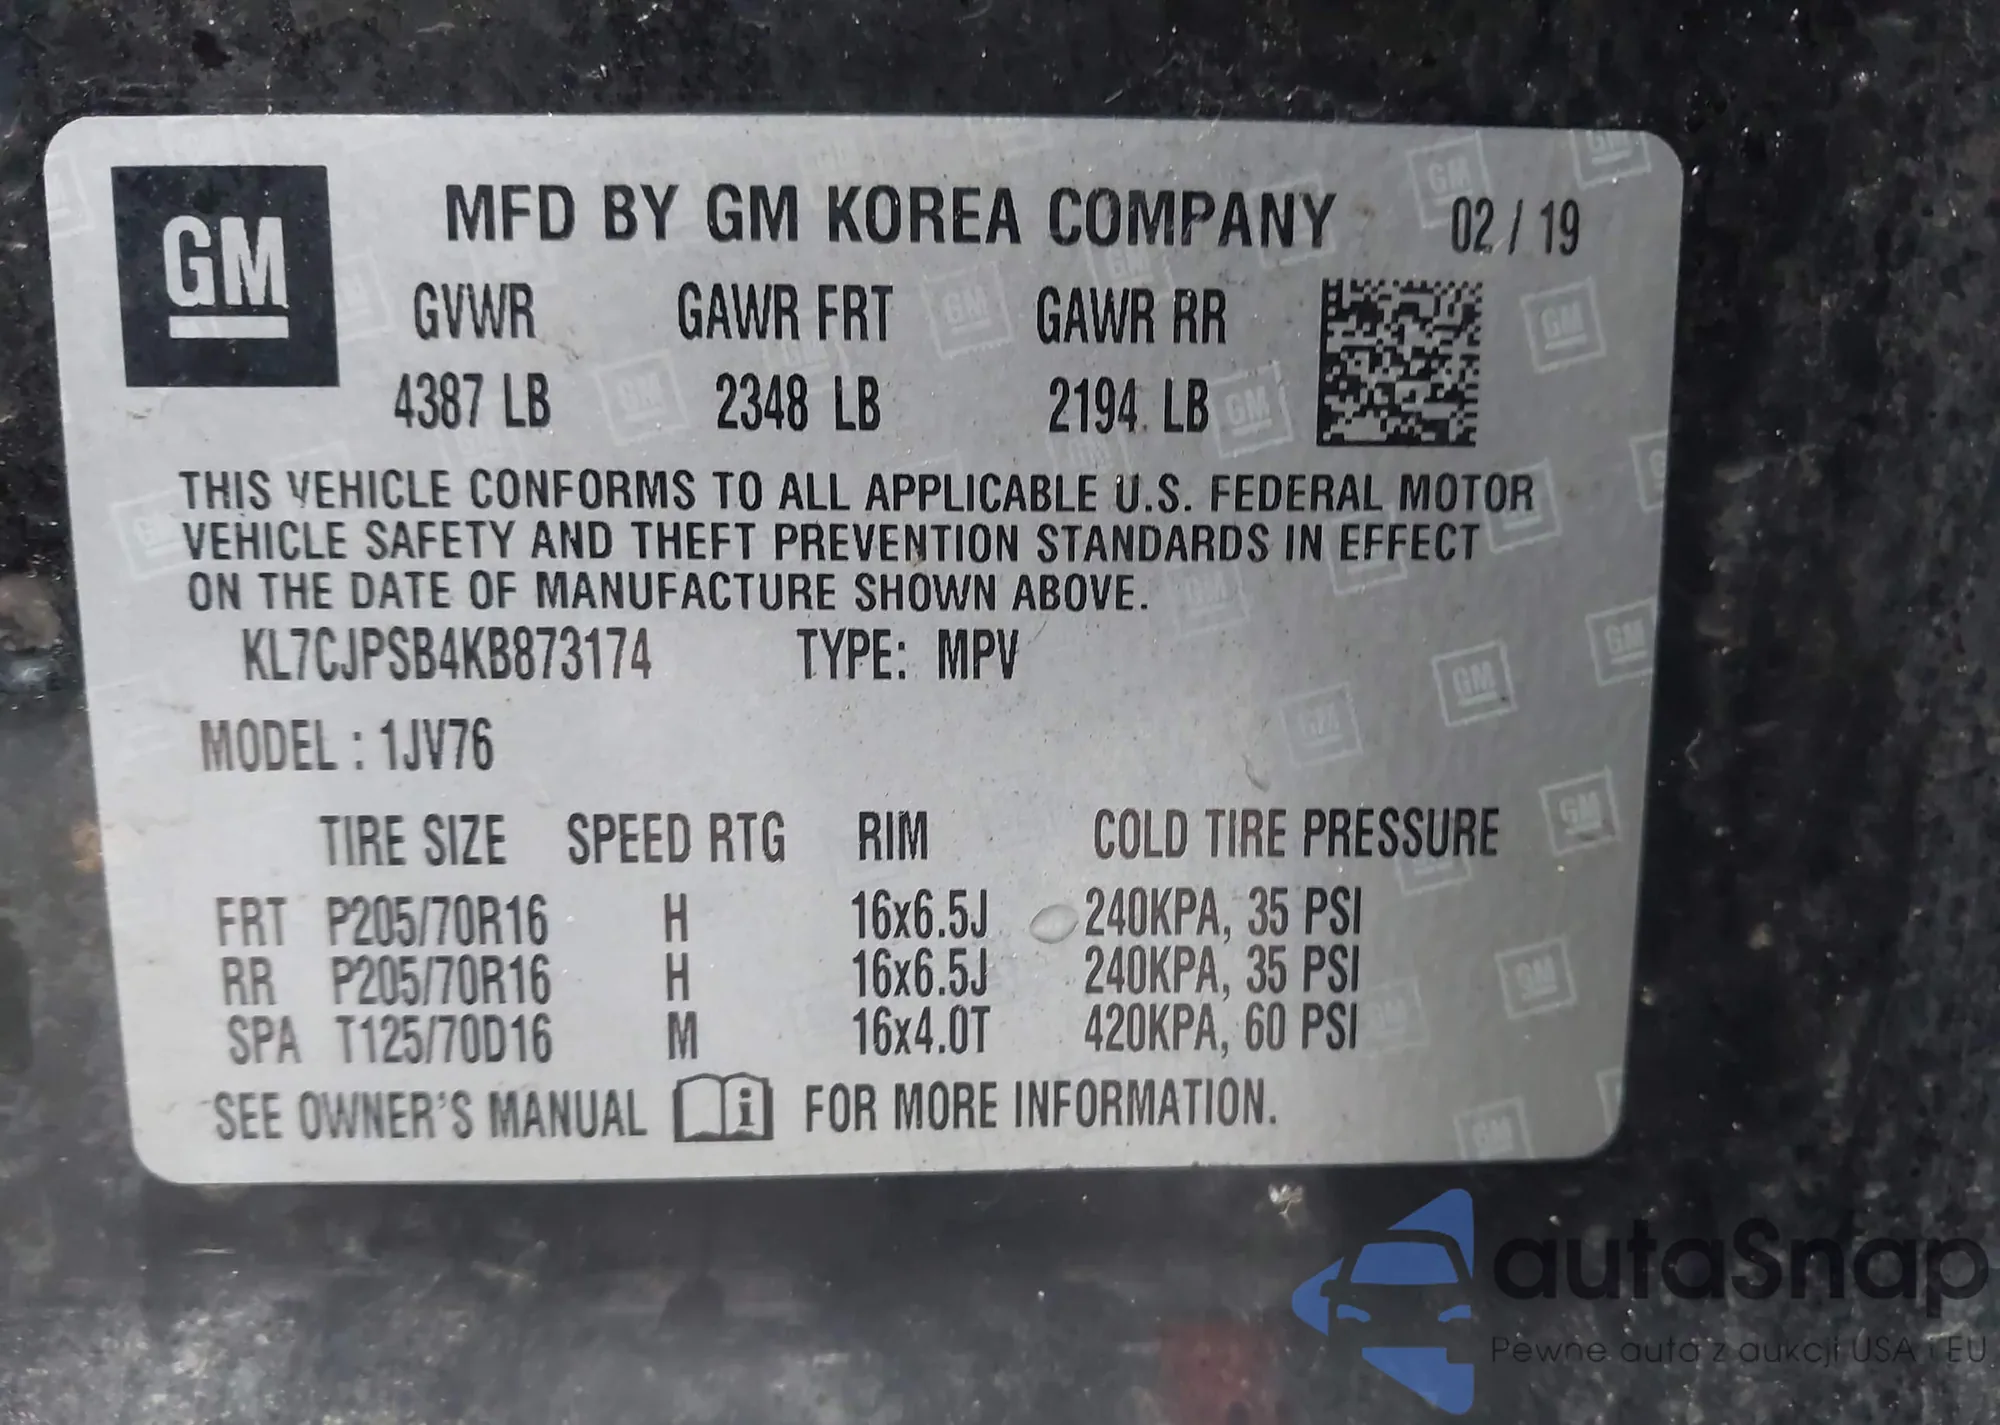 GM
MFD BY GM KOREA COMPANY 02 / 19
GVWR GAWR FRT GAWR RR
4387 LB 2348 LB 2194 LB
THIS VEHICLE CONFORMS TO ALL APPLICABLE U.S. FEDERAL MOTOR
VEHICLE SAFETY AND THEFT PREVENTION STANDARDS IN EFFECT
ON THE DATE OF MANUFACTURE SHOWN ABOVE.
KL7CJPSB4KB873174 TYPE: MPV
MODEL : 1JV76
TIRE SIZE SPEED RTG RIM COLD TIRE PRESSURE
FRT P205/70R16 H 16x6.5J 240KPA, 35 PSI
RR P205/70R16 H 16x6.5J 240KPA, 35 PSI
SPA T125/70D16 M 16x4.0T 420KPA, 60 PSI
SEE OWNER'S MANUAL i FOR MORE INFORMATION.
autaSnap
Pewne auta z aukcji USA i EU